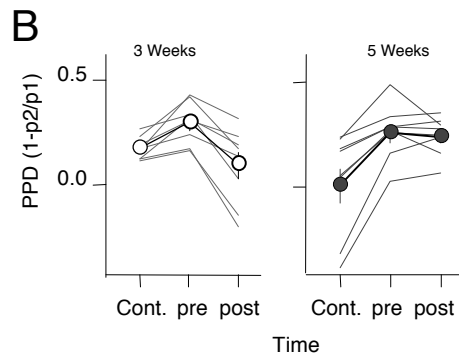 B
3 Weeks
5 Weeks
PPD (1-p2/p1)
0.5
0.0
Cont. pre post
Cont. pre post
Time